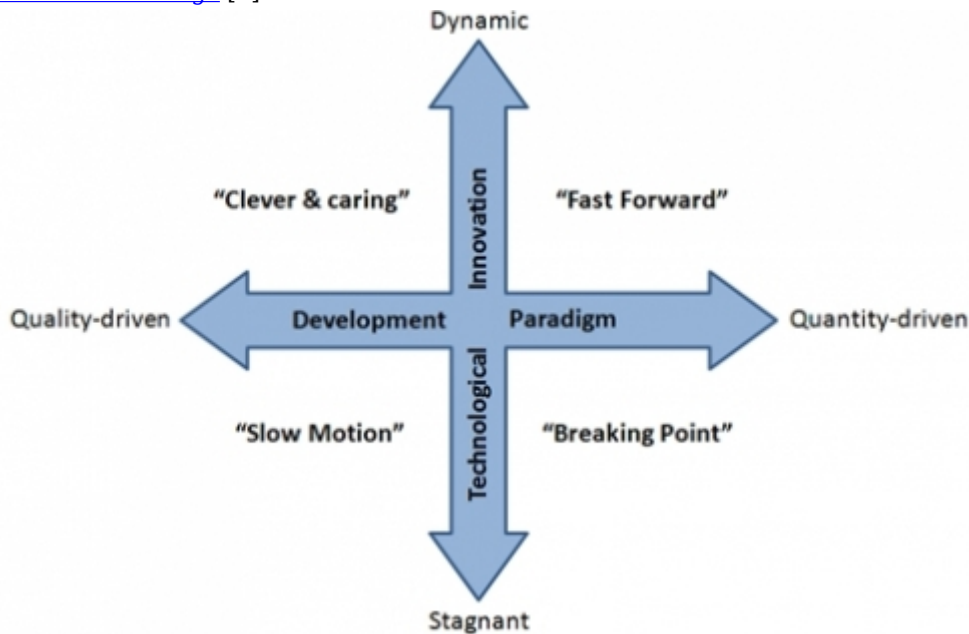 Dynamic
“Clever & caring”
“Fast Forward”
Innovation
Quality-driven
Development
Paradigm
Quantity-driven
Technological
“Slow Motion”
“Breaking Point”
Stagnant